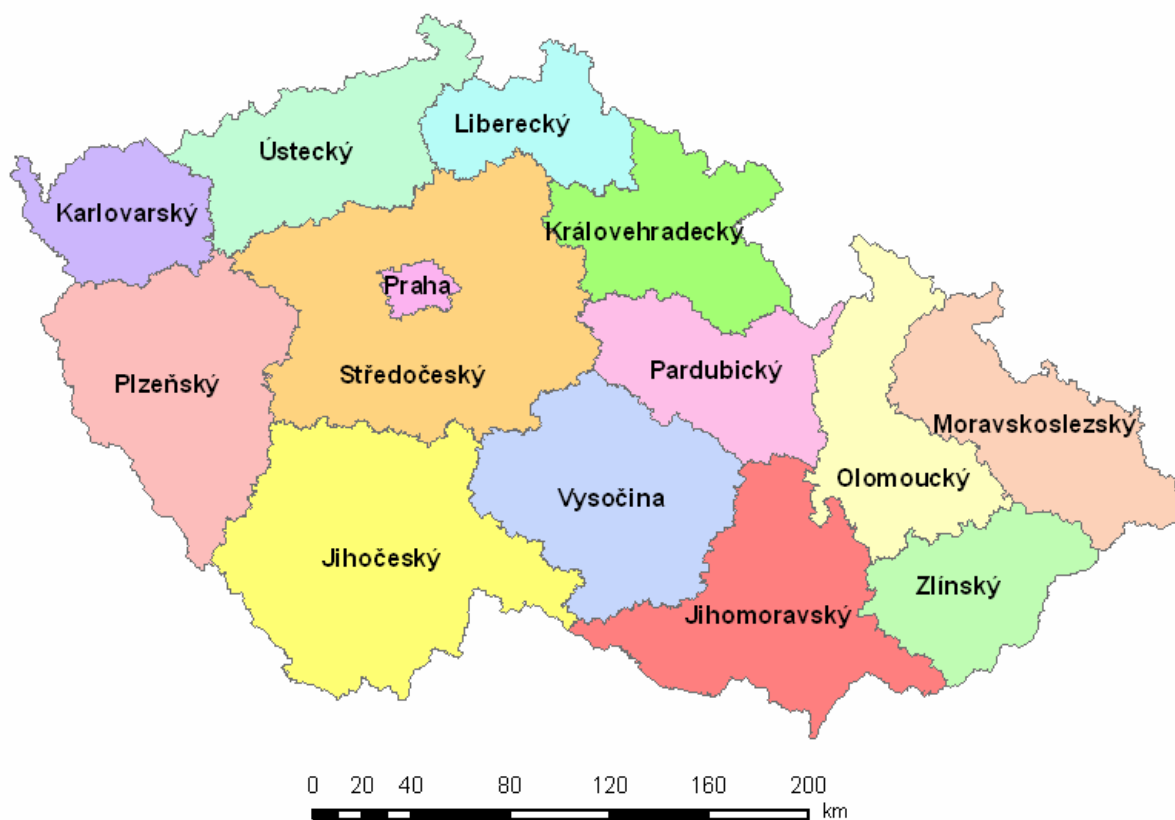 Liberecký
Ústecký
Karlovarský
Královehradecký
Praha
Středočeský
Pardubický
Plzeňský
Moravskoslezský
Olomoucký
Vysočina
Jihočeský
Zlínský
Jihomoravský
0 20 40 80 120 160 200
km